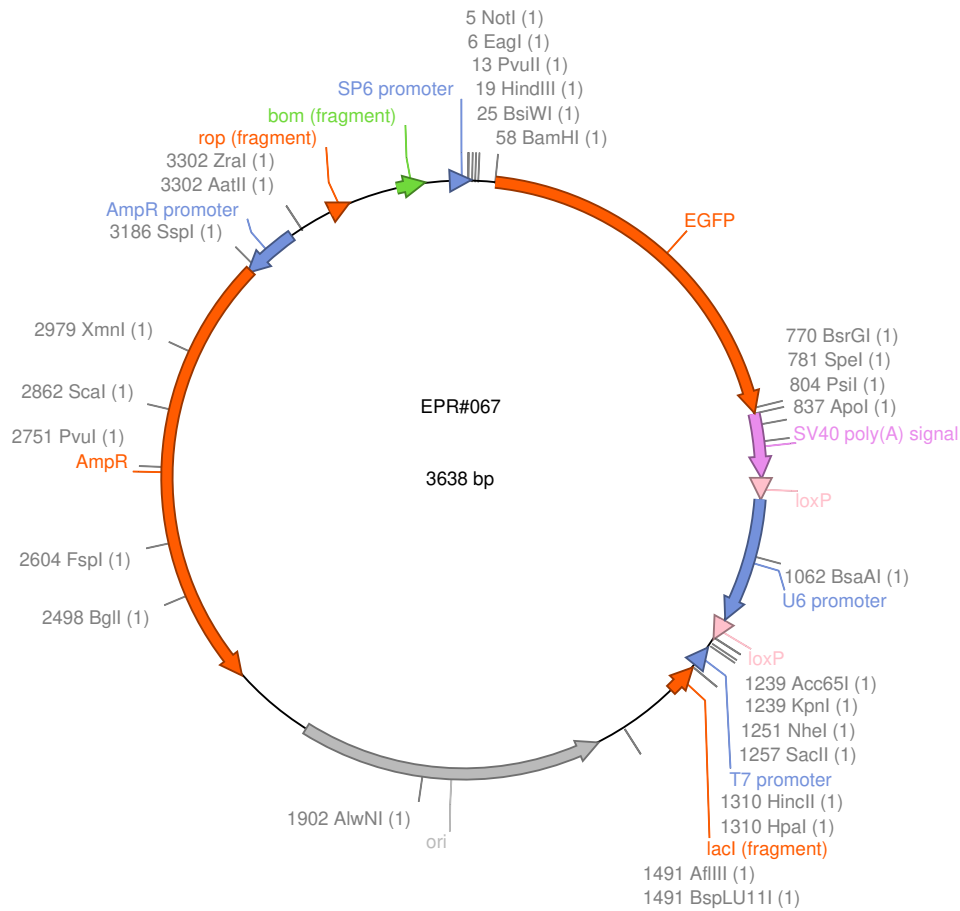 5 NotI (1)
6 EagI (1)
13 PvuII (1)
SP6 promoter
19 HindIII (1)
bom (fragment)
25 BsiWI (1)
rop (fragment)
58 BamHI (1)
3302 ZraI (1)
3302 AatII (1)
AmpR promoter
3186 SspI (1)
EGFP
2979 XmnI (1)
770 BsrGI (1)
781 SpeI (1)
804 PsiI (1)
837 ApoI (1)
2862 ScaI (1)
EPR#067
2751 PvuI (1)
SV40 poly(A) signal
AmpR
3638 bp
loxP
2604 FspI (1)
1062 BsaAI (1)
U6 promoter
2498 BglI (1)
loxP
1239 Acc65I (1)
1239 KpnI (1)
1251 NheI (1)
1257 SacII (1)
T7 promoter
1310 HincII (1)
1902 AlwNI (1)
1310 HpaI (1)
ori
lacI (fragment)
1491 AflIII (1)
1491 BspLU11I (1)